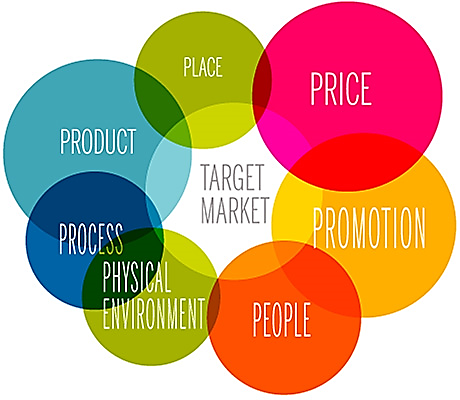 PLACE
PRICE
PRODUCT
TARGET
MARKET
PROMOTION
PROCESS
PHYSICAL
ENVIRONMENT
PEOPLE